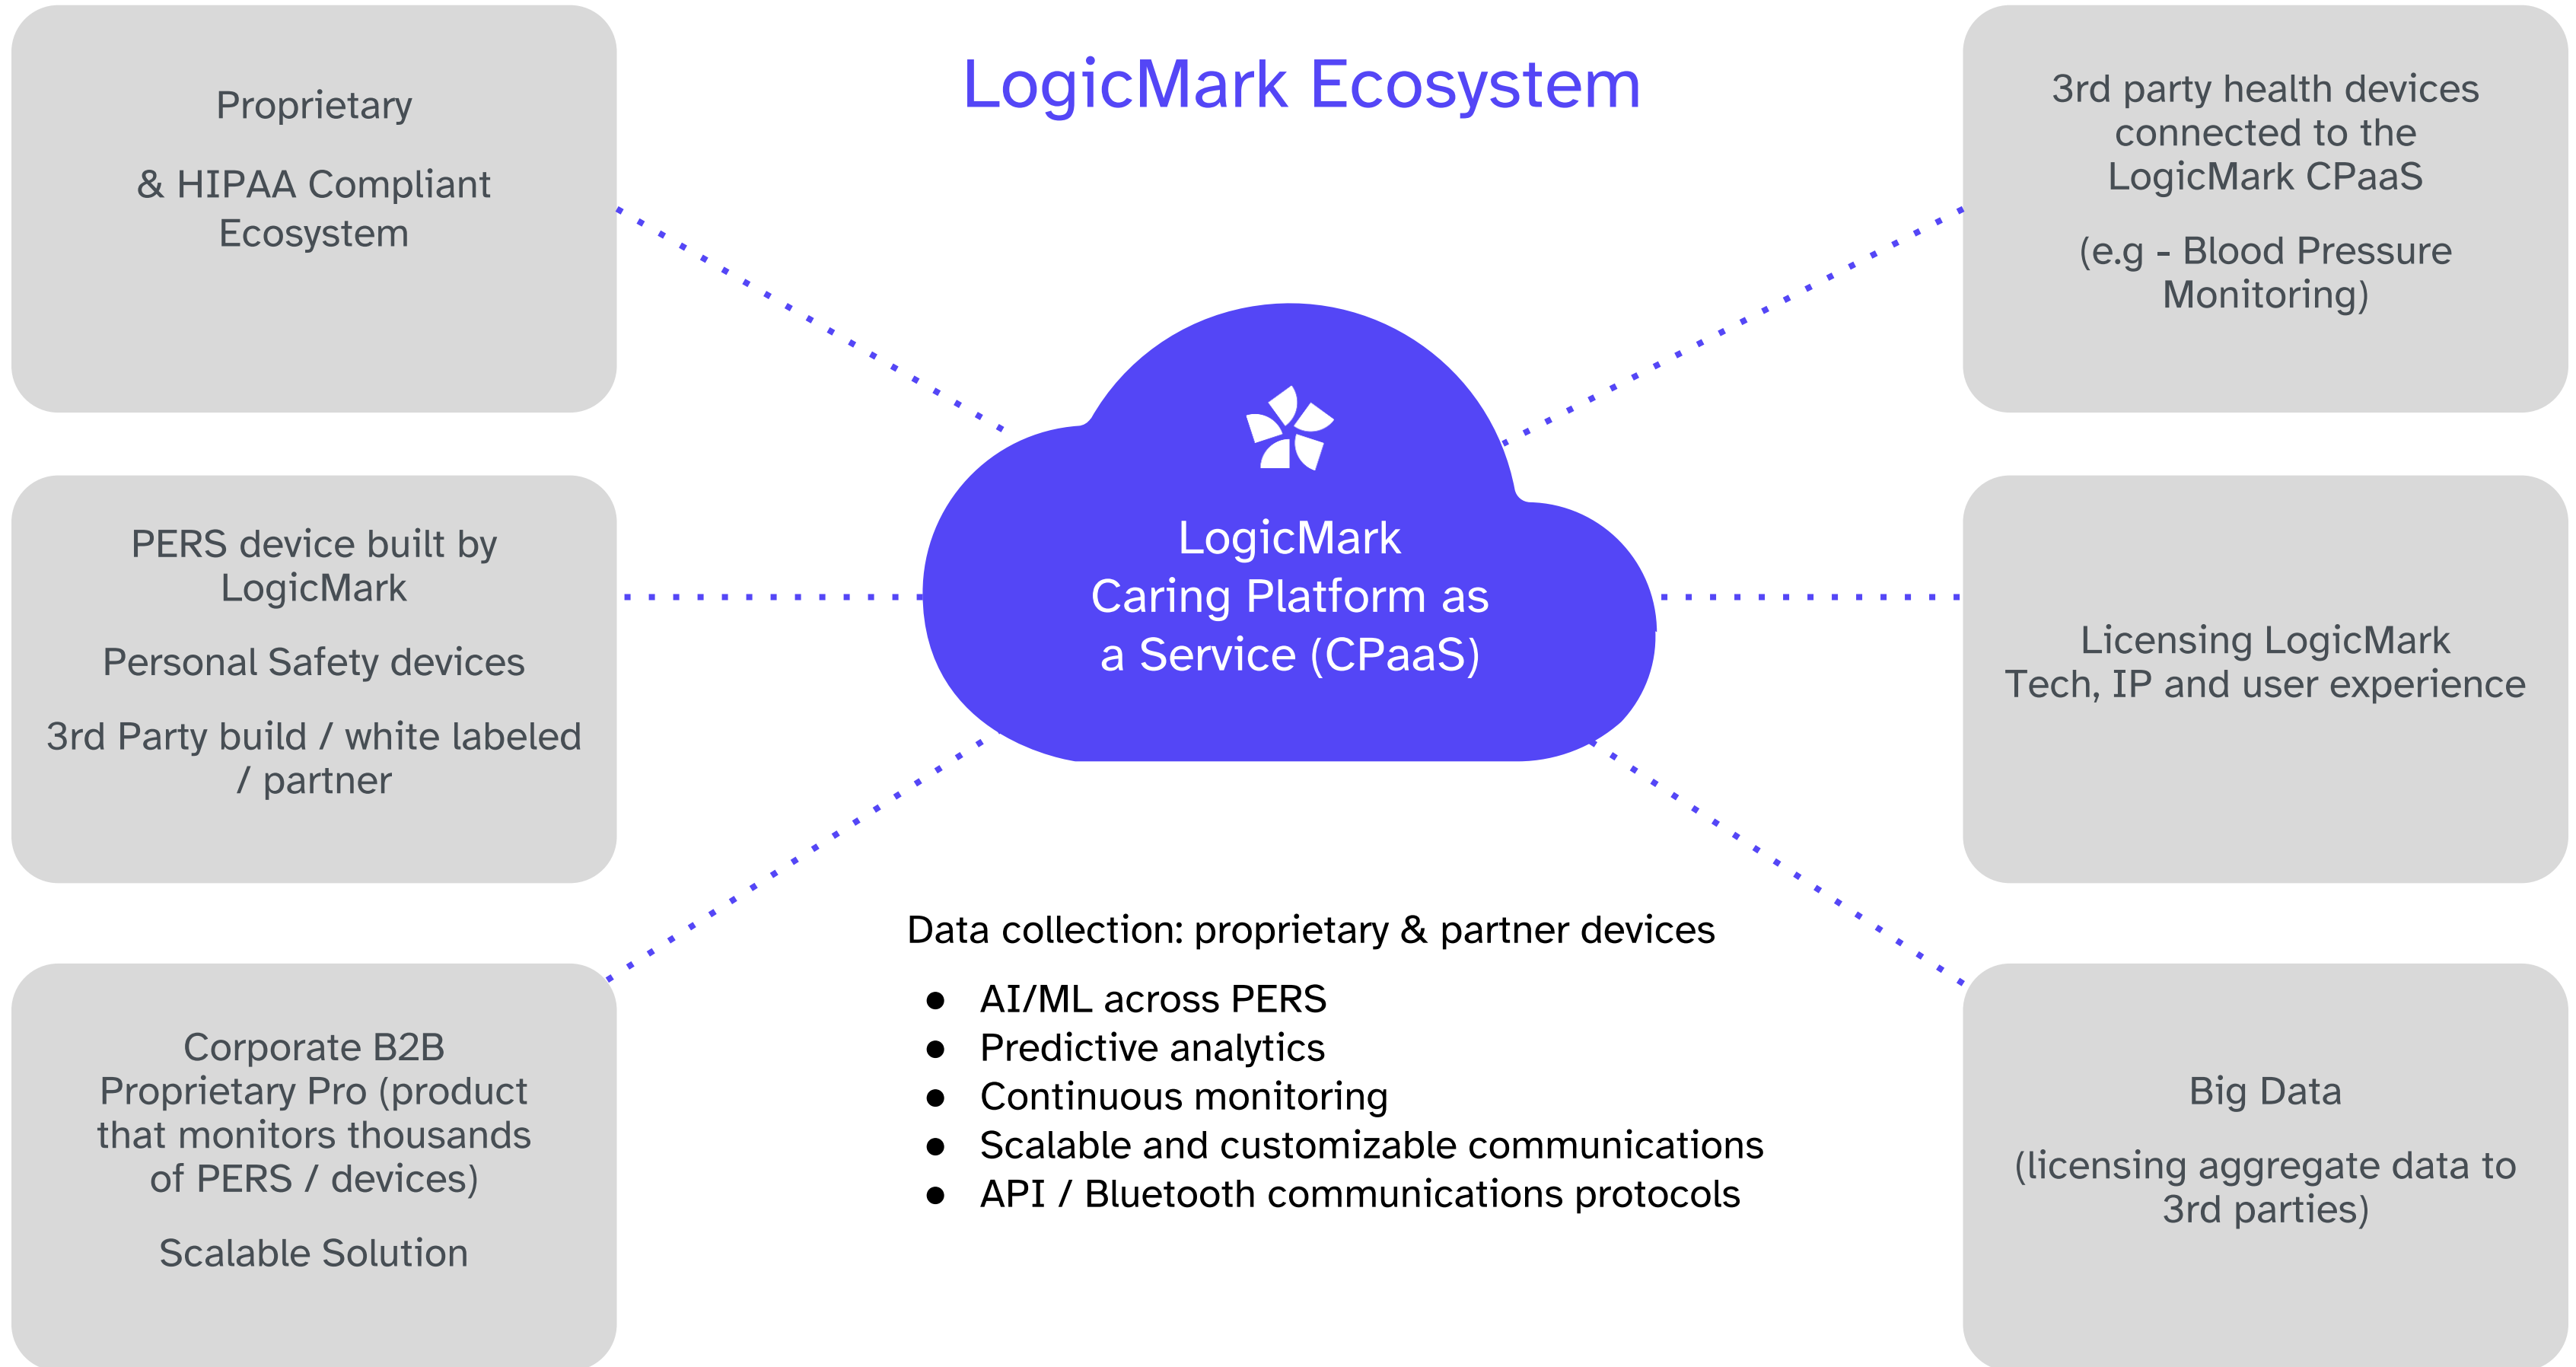 LogicMark Ecosystem
Proprietary
& HIPAA Compliant
Ecosystem
PERS device built by
LogicMark
Personal Safety devices
3rd Party build / white labeled
/ partner
Corporate B2B
Proprietary Pro (product
that monitors thousands
of PERS / devices)
Scalable Solution
LogicMark
Caring Platform as
a Service (CPaaS)
Data collection: proprietary & partner devices
● AI/ML across PERS
● Predictive analytics
● Continuous monitoring
● Scalable and customizable communications
● API / Bluetooth communications protocols
3rd party health devices
connected to the
LogicMark CPaaS
(e.g - Blood Pressure
Monitoring)
Licensing LogicMark
Tech, IP and user experience
Big Data
(licensing aggregate data to
3rd parties)